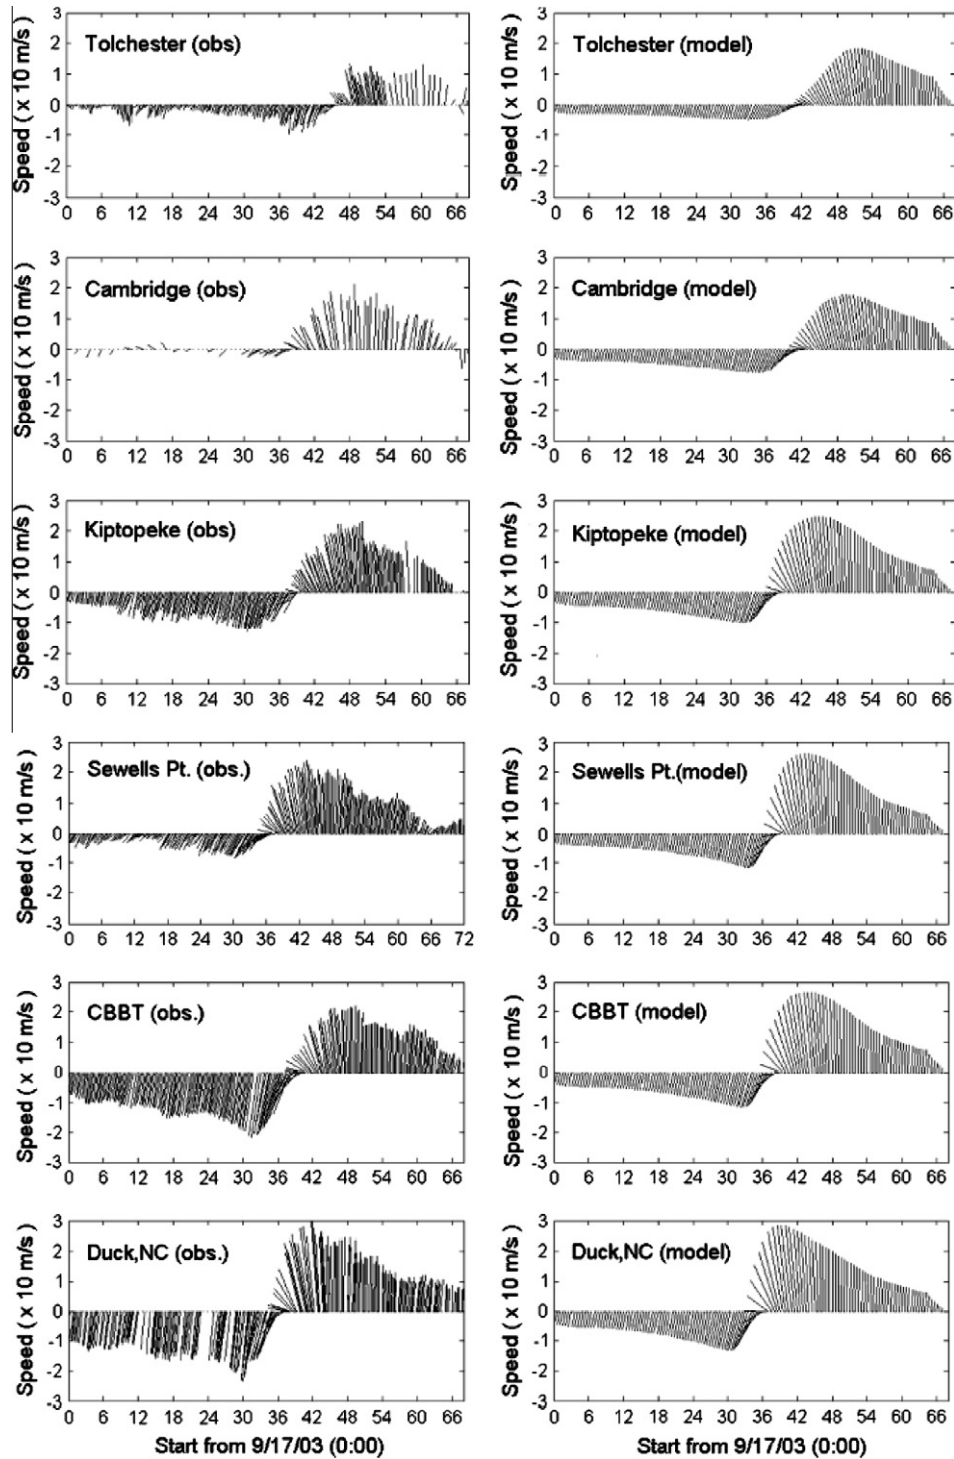 Tolchester (obs)
Speed ( x 10 m/s)
3
2
1
0
-1
-2
-3
0 6 12 18 24 30 36 42 48 54 60 66
Tolchester (model)
Speed ( x 10 m/s)
3
2
1
0
-1
-2
-3
0 6 12 18 24 30 36 42 48 54 60 66
Cambridge (obs)
Speed ( x 10 m/s)
3
2
1
0
-1
-2
-3
0 6 12 18 24 30 36 42 48 54 60 66
Cambridge (model)
Speed ( x 10 m/s)
3
2
1
0
-1
-2
-3
0 6 12 18 24 30 36 42 48 54 60 66
Kiptopeke (obs)
Speed ( x 10 m/s)
3
2
1
0
-1
-2
-3
0 6 12 18 24 30 36 42 48 54 60 66
Kiptopeke (model)
Speed ( x 10 m/s)
3
2
1
0
-1
-2
-3
0 6 12 18 24 30 36 42 48 54 60 66
Sewells Pt. (obs.)
Speed ( x 10 m/s)
3
2
1
0
-1
-2
-3
0 6 12 18 24 30 36 42 48 54 60 66 72
Sewells Pt.(model)
Speed ( x 10 m/s)
3
2
1
0
-1
-2
-3
0 6 12 18 24 30 36 42 48 54 60 66
CBBT (obs.)
Speed ( x 10 m/s)
3
2
1
0
-1
-2
-3
0 6 12 18 24 30 36 42 48 54 60 66
CBBT (model)
Speed ( x 10 m/s)
3
2
1
0
-1
-2
-3
0 6 12 18 24 30 36 42 48 54 60 66
Duck,NC (obs.)
Speed ( x 10 m/s)
3
2
1
0
-1
-2
-3
0 6 12 18 24 30 36 42 48 54 60 66
Start from 9/17/03 (0:00)
Duck,NC (model)
Speed ( x 10 m/s)
3
2
1
0
-1
-2
-3
0 6 12 18 24 30 36 42 48 54 60 66
Start from 9/17/03 (0:00)